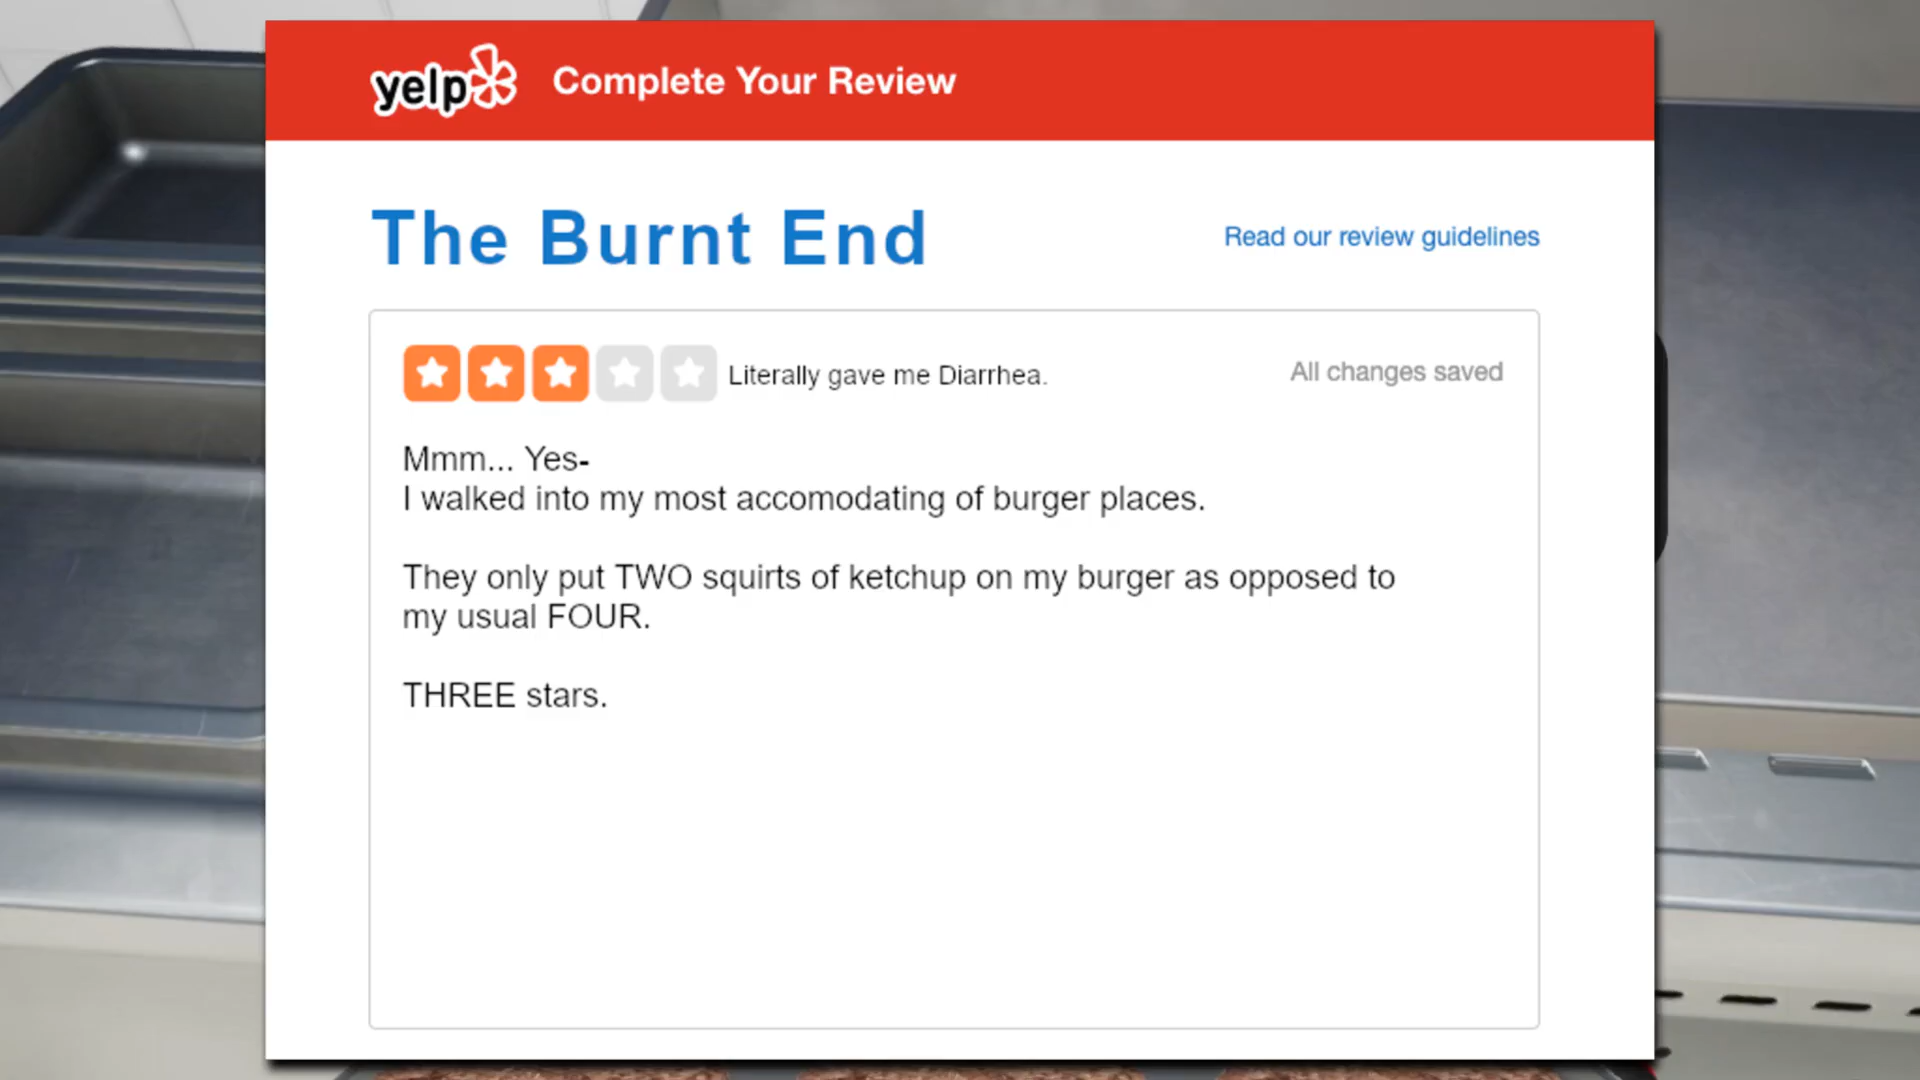 yelp Complete Your Review
The Burnt End
Read our review guidelines
Literally gave me Diarrhea.
All changes saved
Mmm... Yes-
I walked into my most accomodating of burger places.
They only put TWO squirts of ketchup on my burger as opposed to
my usual FOUR.
THREE stars.